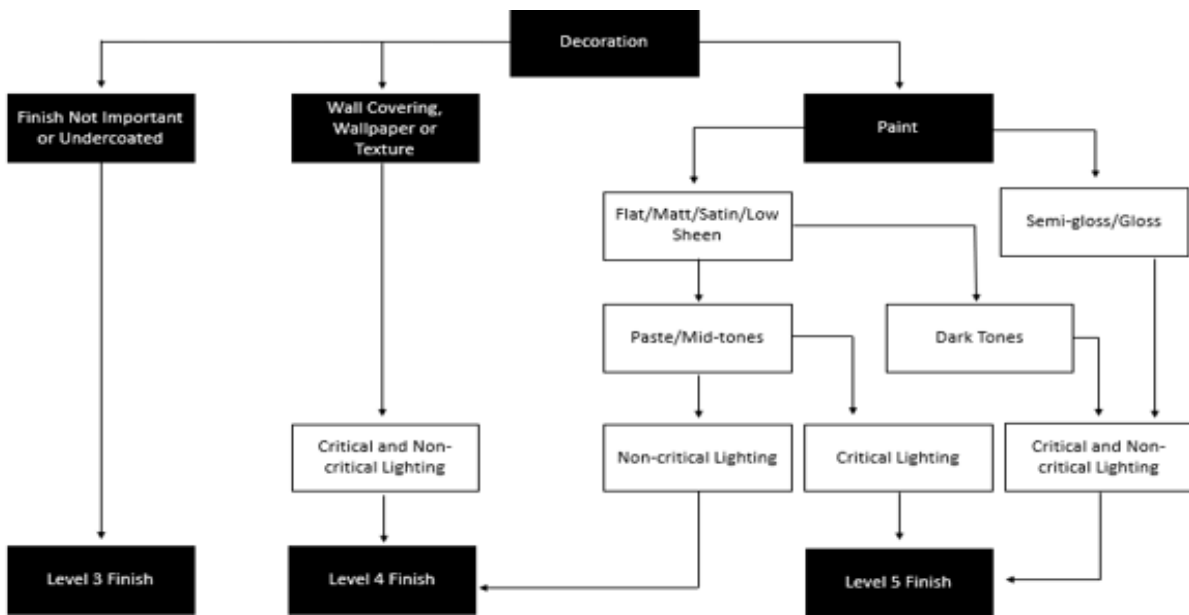 Decoration
Finish Not Important
or Undercoated
Wall Covering,
Wallpaper or
Texture
Paint
Flat/Matt/Satin/Low
Sheen
Semi-gloss/Gloss
Paste/Mid-tones
Dark Tones
Critical and Non-
critical Lighting
Non-critical Lighting
Critical Lighting
Critical and Non-
critical Lighting
Level 3 Finish
Level 4 Finish
Level 5 Finish